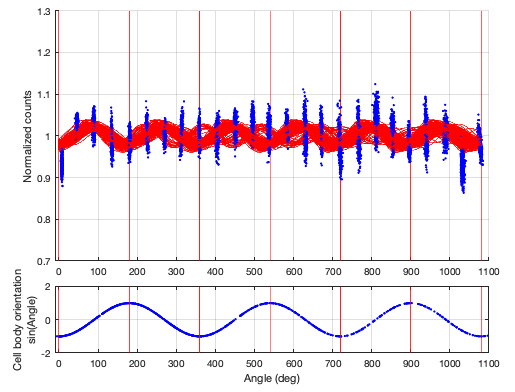 1.3
1.2
1.1
1
0.9
0.8
0.7
Normalized counts
0 100 200 300 400 500 600 700 800 900 1000 1100
2
0
-2
Cell body orientation
sin(Angle)
0 100 200 300 400 500 600 700 800 900 1000 1100
Angle (deg)